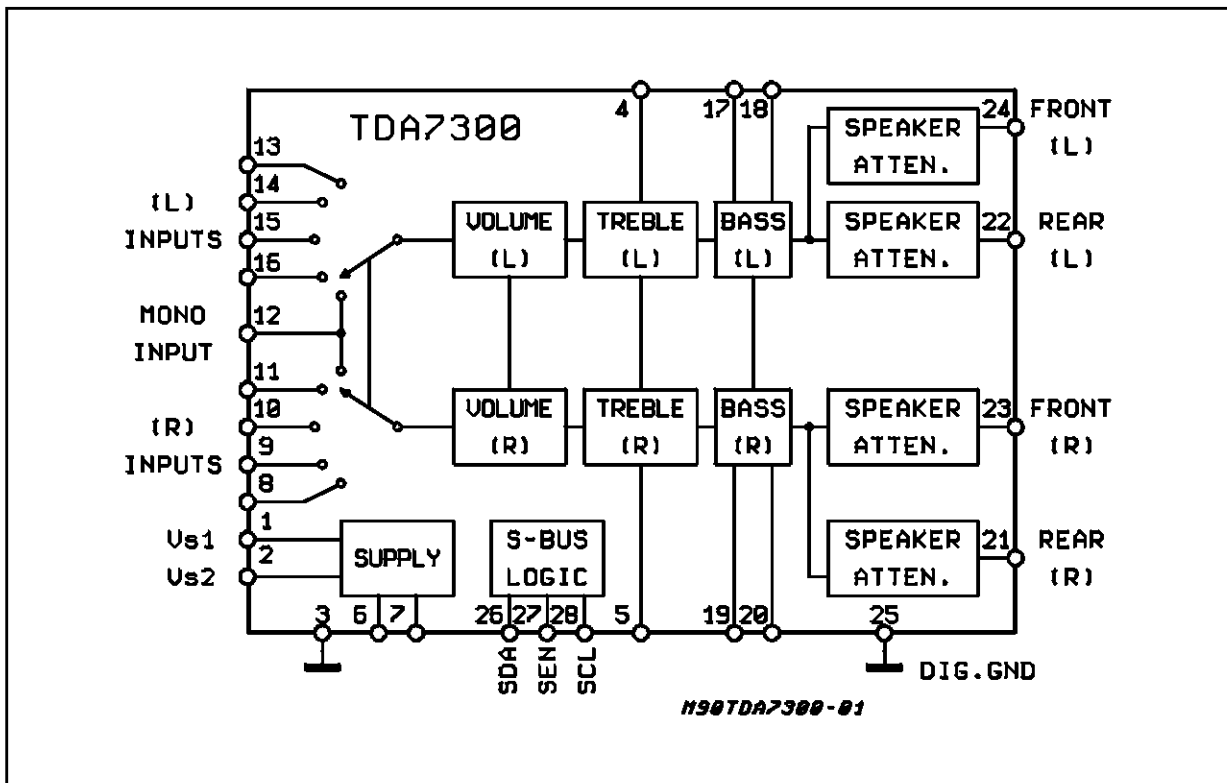 TDA7300
4
17 18
24 FRONT
(L)
SPEAKER
ATTEN.
13
14
(L)
INPUTS
15
16
VOLUME
(L)
TREBLE
(L)
BASS
(L)
SPEAKER
ATTEN.
22 REAR
(L)
MONO
INPUT
12
11
10
(R)
INPUTS
9
8
VOLUME
(R)
TREBLE
(R)
BASS
(R)
SPEAKER
ATTEN.
23 FRONT
(R)
Vs1
1
Vs2
2
SUPPLY
S-BUS
LOGIC
SPEAKER
ATTEN.
21 REAR
(R)
3
6
7
26
27
28
5
19
20
25
SDA
SEN
SCL
DIG.GND
M90TDA7300-01